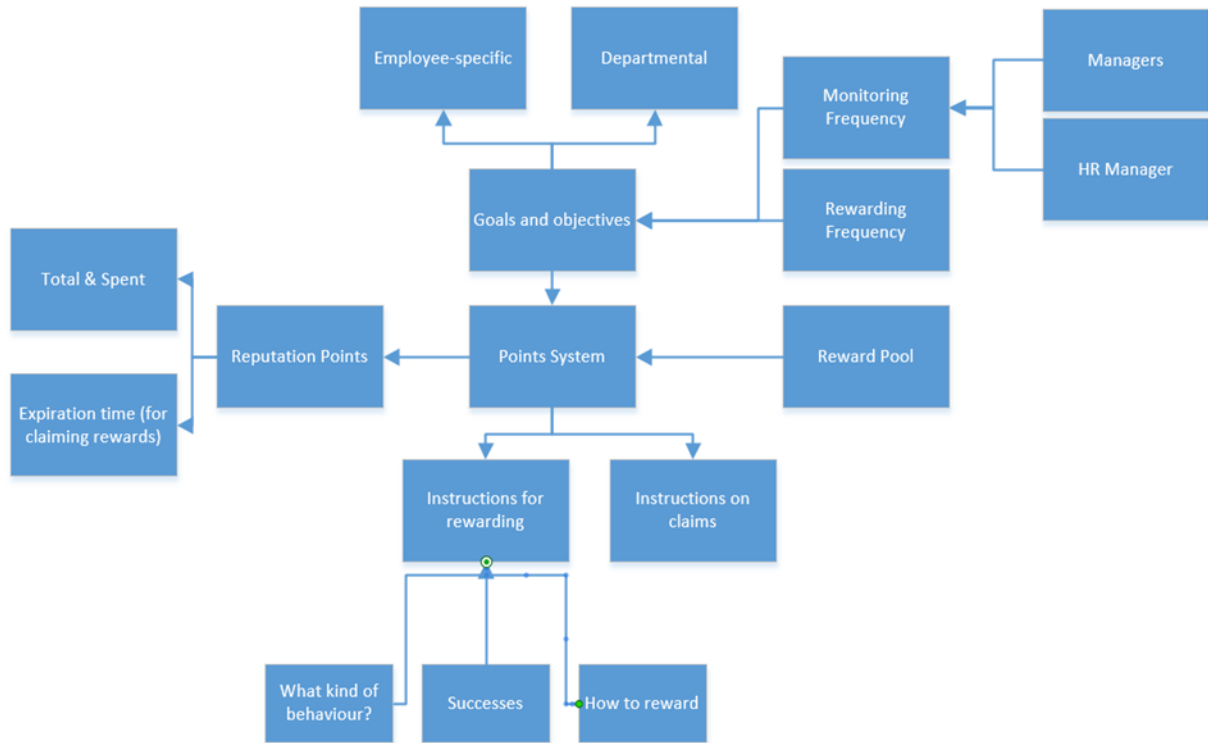 Employee-specific
Departmental
Managers
Monitoring
Frequency
HR Manager
Goals and objectives
Rewarding
Frequency
Total & Spent
Reputation Points
Points System
Reward Pool
Expiration time (for
claiming rewards)
Instructions for
rewarding
Instructions on
claims
What kind of
behaviour?
Successes
How to reward